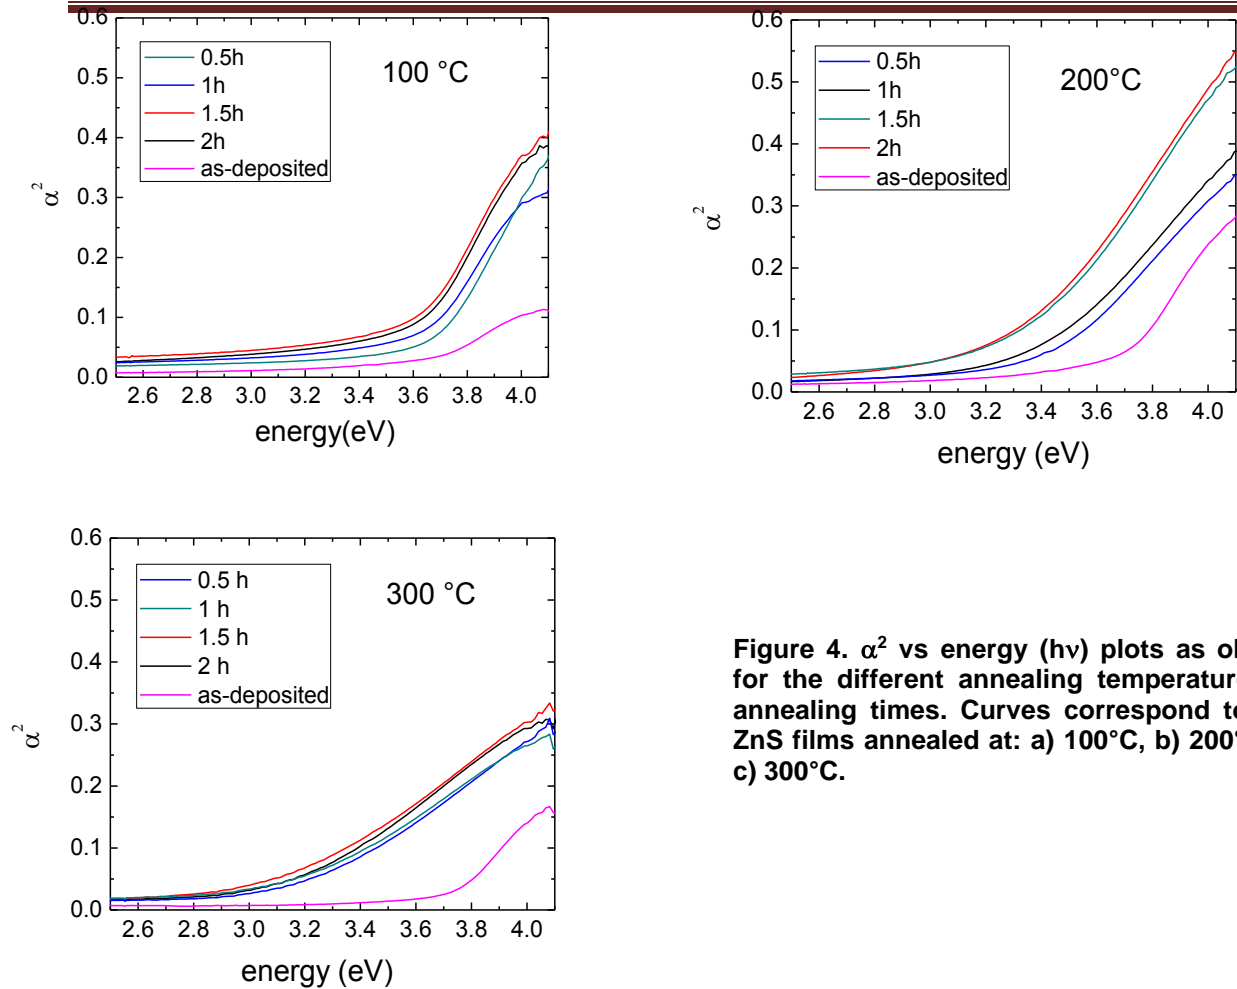 0.6
0.5
0.4
0.3
0.2
0.1
0.0
α²
0.5h
1h
1.5h
2h
as-deposited
100 °C
2.6 2.8 3.0 3.2 3.4 3.6 3.8 4.0
energy(eV)
0.6
0.5
0.4
0.3
0.2
0.1
0.0
α²
0.5h
1h
1.5h
2h
as-deposited
200°C
2.6 2.8 3.0 3.2 3.4 3.6 3.8 4.0
energy (eV)
0.6
0.5
0.4
0.3
0.2
0.1
0.0
α²
0.5 h
1 h
1.5 h
2 h
as-deposited
300 °C
2.6 2.8 3.0 3.2 3.4 3.6 3.8 4.0
energy (eV)
Figure 4. α² vs energy (hν) plots as
for the different annealing
annealing times. Curves correspond
ZnS films annealed at: a) 100°C, b) 200°
c) 300°C.